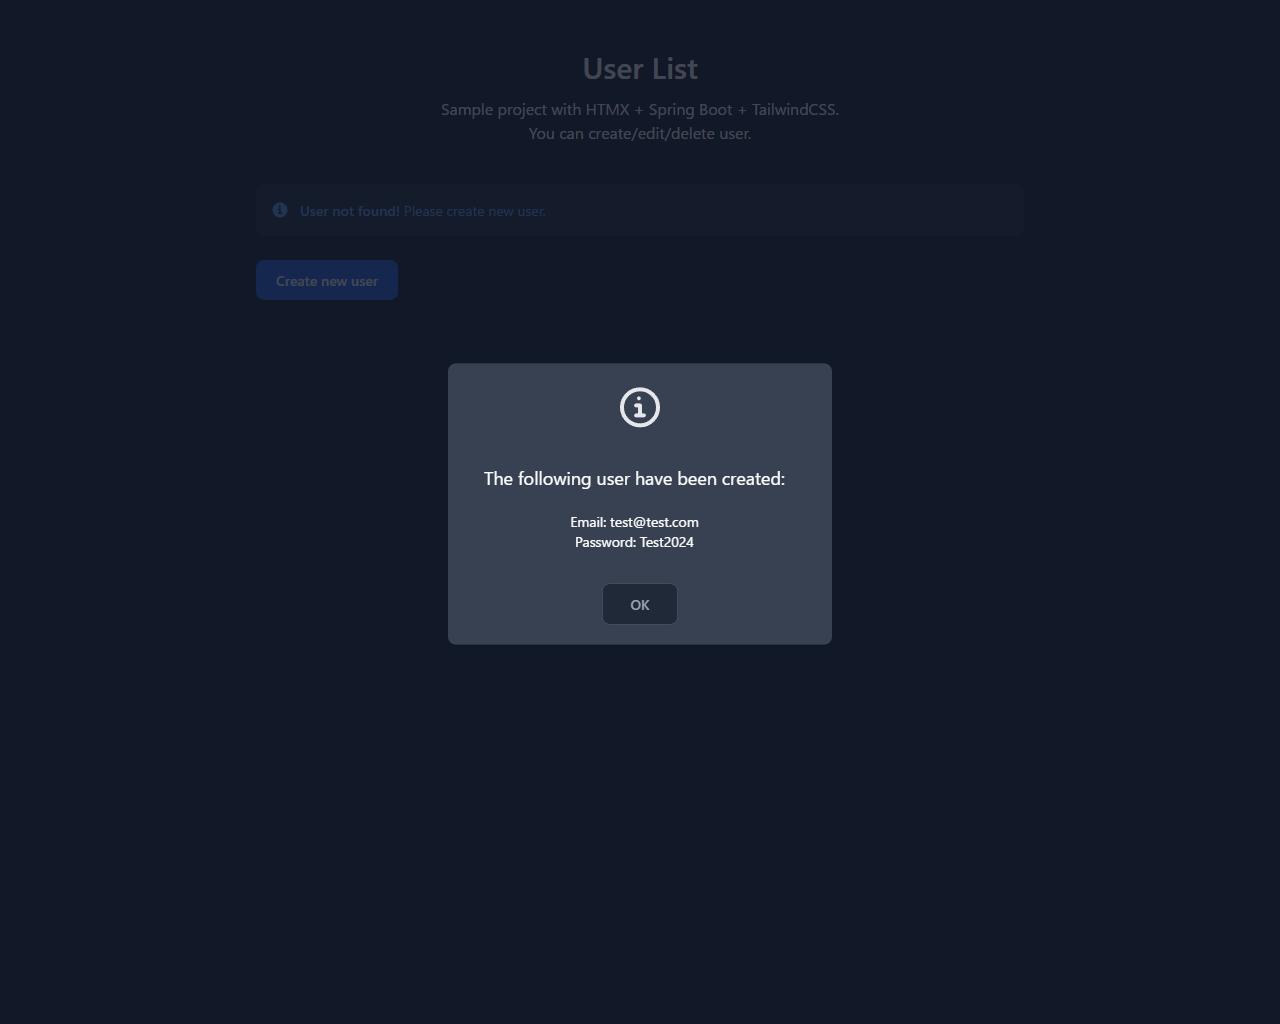 User List
Sample project with HTMX + Spring Boot + TailwindCSS.
You can create/edit/delete user.
User not found! Please create new user.
Create new user
The following user have been created:
Email: test@test.com
Password: Test2024
OK